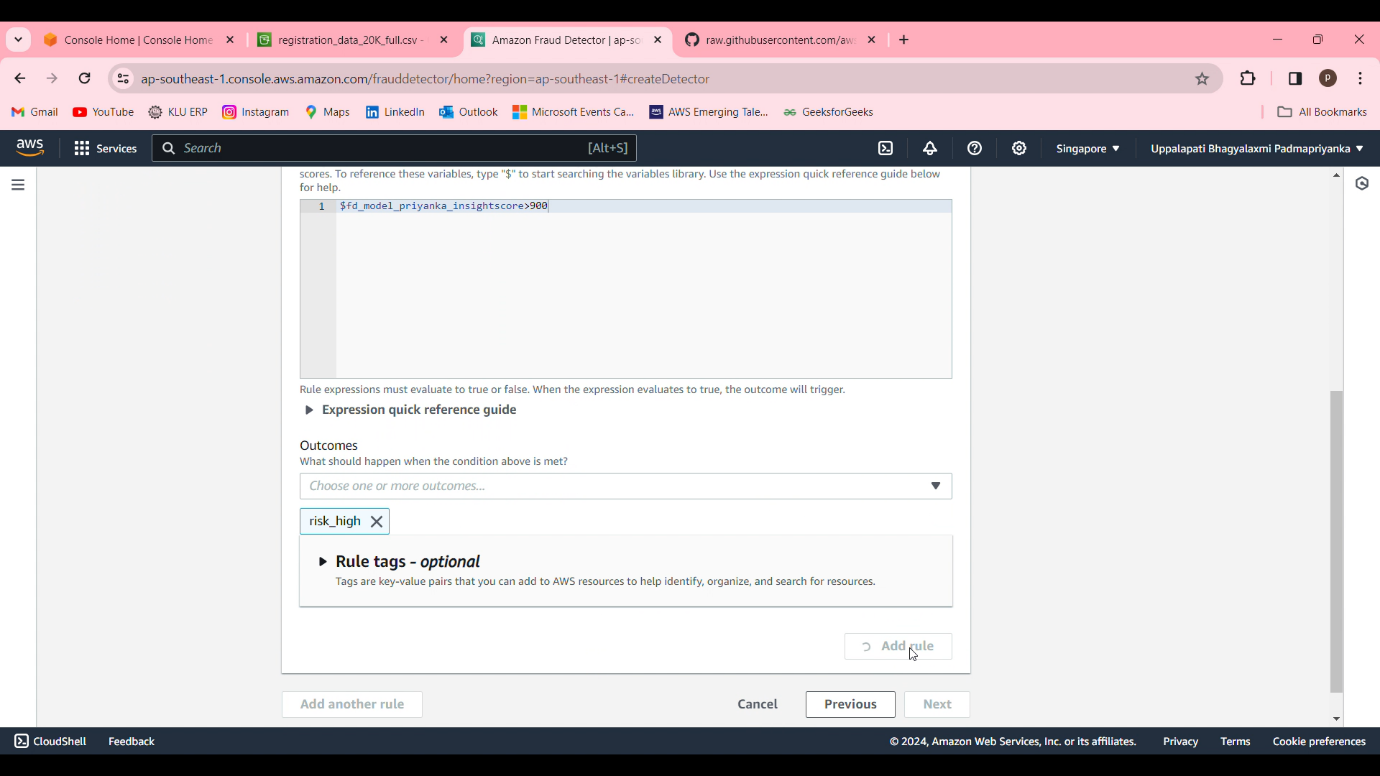 Console Home | Console Home
registration_data_20K_full.csv -
Amazon Fraud Detector | ap-so
raw.githubusercontent.com/aw
ap-southeast-1.console.aws.amazon.com/frauddetector/home?region=ap-southeast-1#createDetector
P
Gmail
YouTube
KLU ERP
Instagram
Maps
LinkedIn
Outlook
Microsoft Events Ca...
AWS Emerging Tale...
GeeksforGeeks
All Bookmarks
aws
Services
Search
[Alt+S]
Singapore
Uppalapati Bhagyalaxmi Padmapriyanka
scores. To reference these variables, type "$" to start searching the variables library. Use the expression quick reference guide below
for help.
1 $fd_model_priyanka_insightscore>900
Rule expressions must evaluate to true or false. When the expression evaluates to true, the outcome will trigger.
Expression quick reference guide
Outcomes
What should happen when the condition above is met?
Choose one or more outcomes...
risk_high
Rule tags - optional
Tags are key-value pairs that you can add to AWS resources to help identify, organize, and search for resources.
Add rule
Add another rule
Cancel
Previous
Next
CloudShell
Feedback
© 2024, Amazon Web Services, Inc. or its affiliates.
Privacy
Terms
Cookie preferences